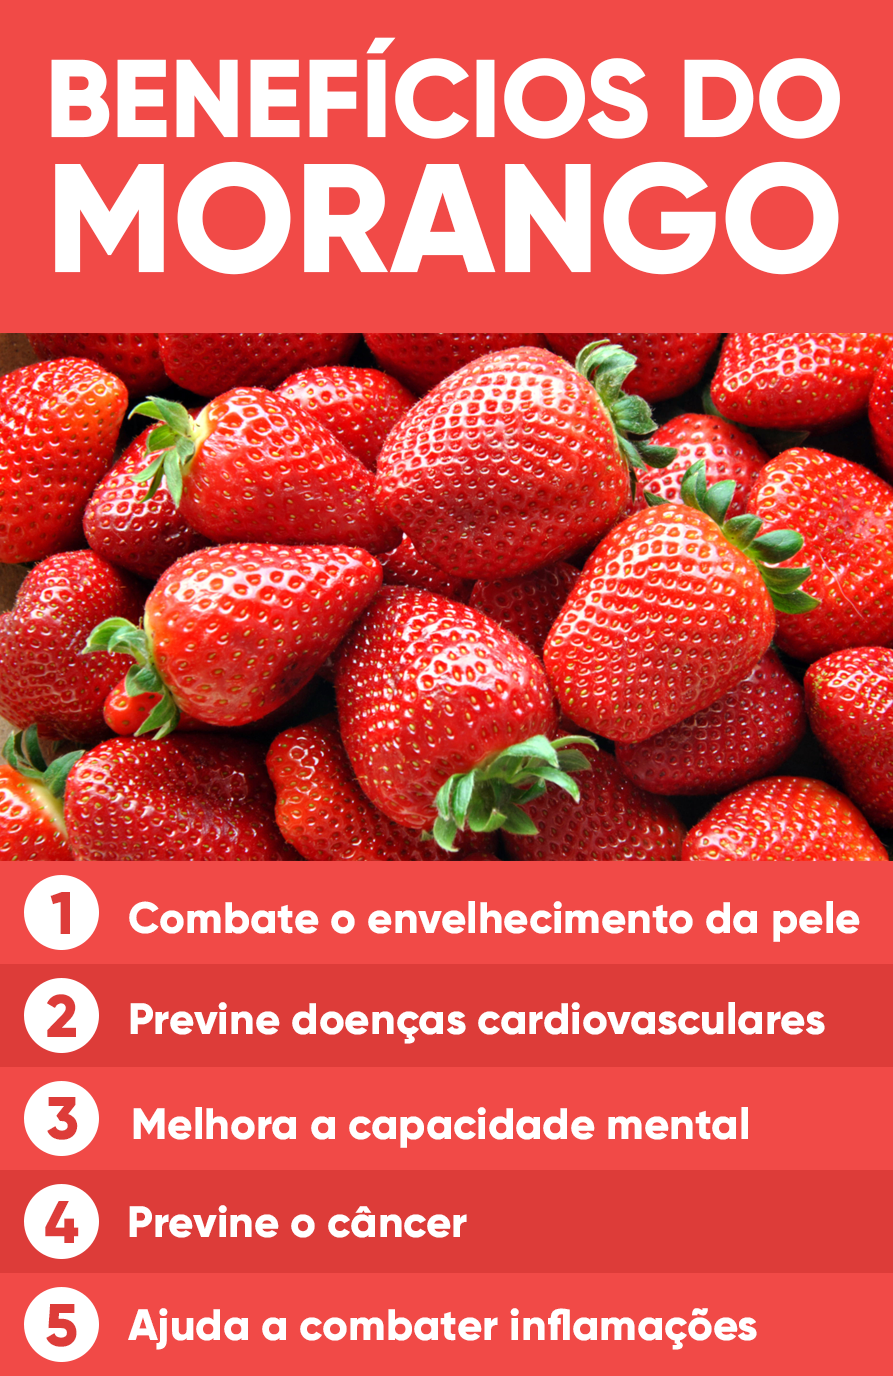 BENEFÍCIOS DO
MORANGO
1 Combate o envelhecimento da pele
2 Previne doenças cardiovasculares
3 Melhora a capacidade mental
4 Previne o câncer
5 Ajuda a combater inflamações